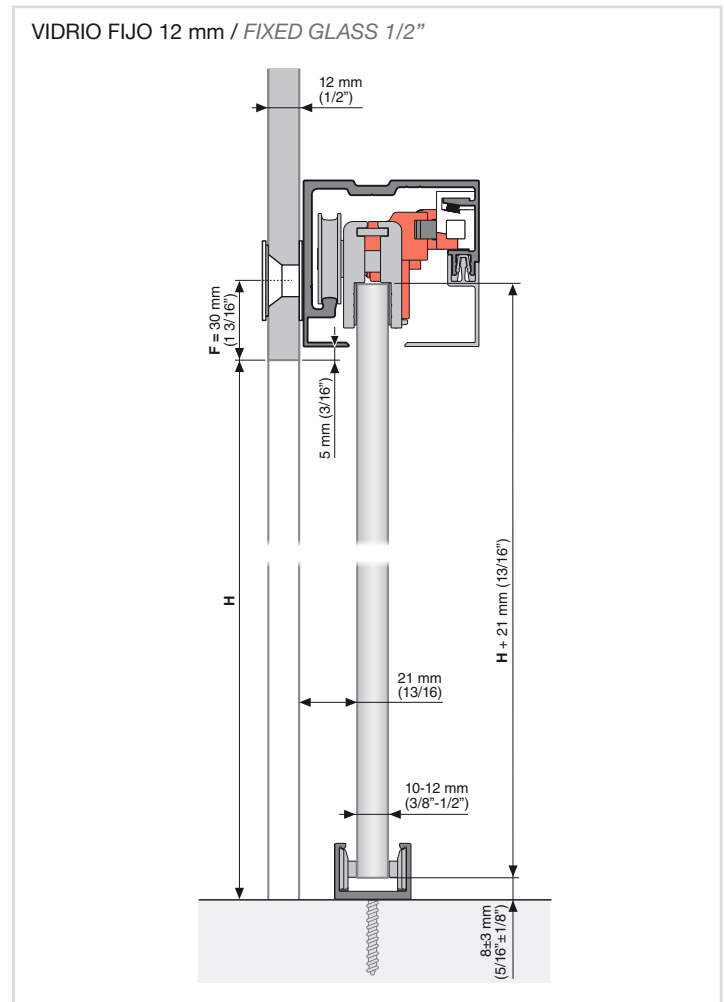 VIDRIO FIJO 12 mm / FIXED GLASS 1/2”
12 mm
(1/2”)
F = 30 mm
(1 3/16”)
5 mm (3/16”)
H
H + 21 mm (13/16”)
21 mm
(13/16)
10-12 mm
(3/8”-1/2”)
8±3 mm
(5/16”±1/8”)